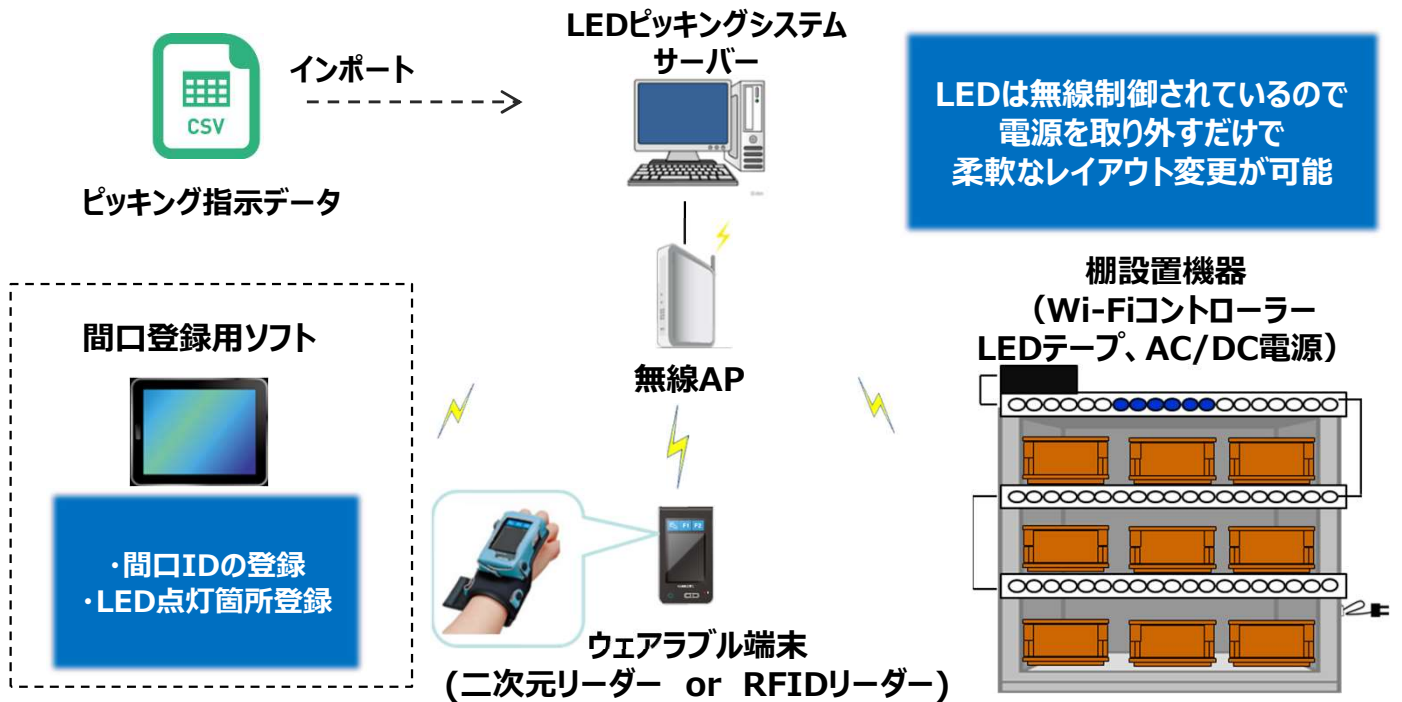 LEDピッキングシステム
サーバー
インポート
CSV
ピッキング指示データ
LEDは無線制御されているので
電源を取り外すだけで
柔軟なレイアウト変更が可能
棚設置機器
（Wi-Fiコントローラー
LEDテープ、AC/DC電源）
間口登録用ソフト
無線AP
・間口IDの登録
・LED点灯箇所登録
F1 F2
ウェアラブル端末
(二次元リーダー or RFIDリーダー)